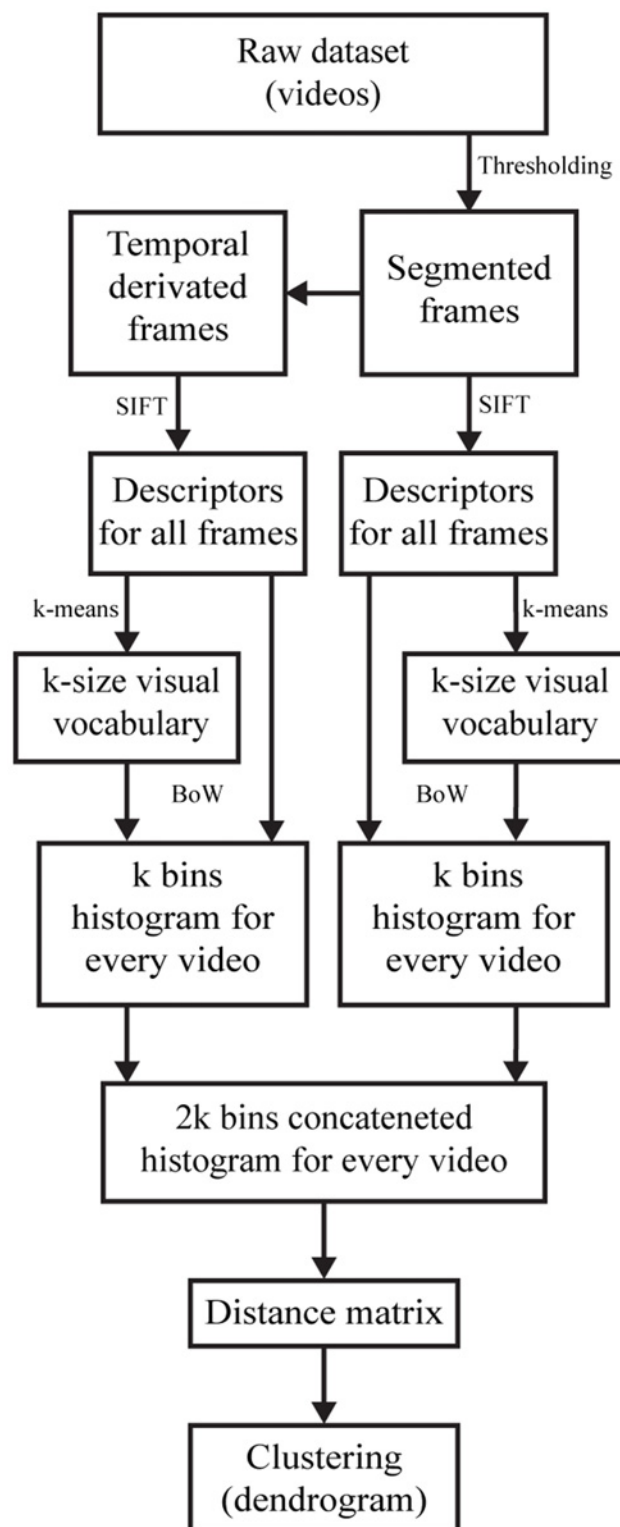 Raw dataset
(videos)
Thresholding
Temporal
derivated
frames
Segmented
frames
SIFT
SIFT
Descriptors
for all frames
Descriptors
for all frames
k-means
k-means
k-size visual
vocabulary
k-size visual
vocabulary
BoW
BoW
k bins
histogram for
every video
k bins
histogram for
every video
2k bins concateneted
histogram for every video
Distance matrix
Clustering
(dendrogram)